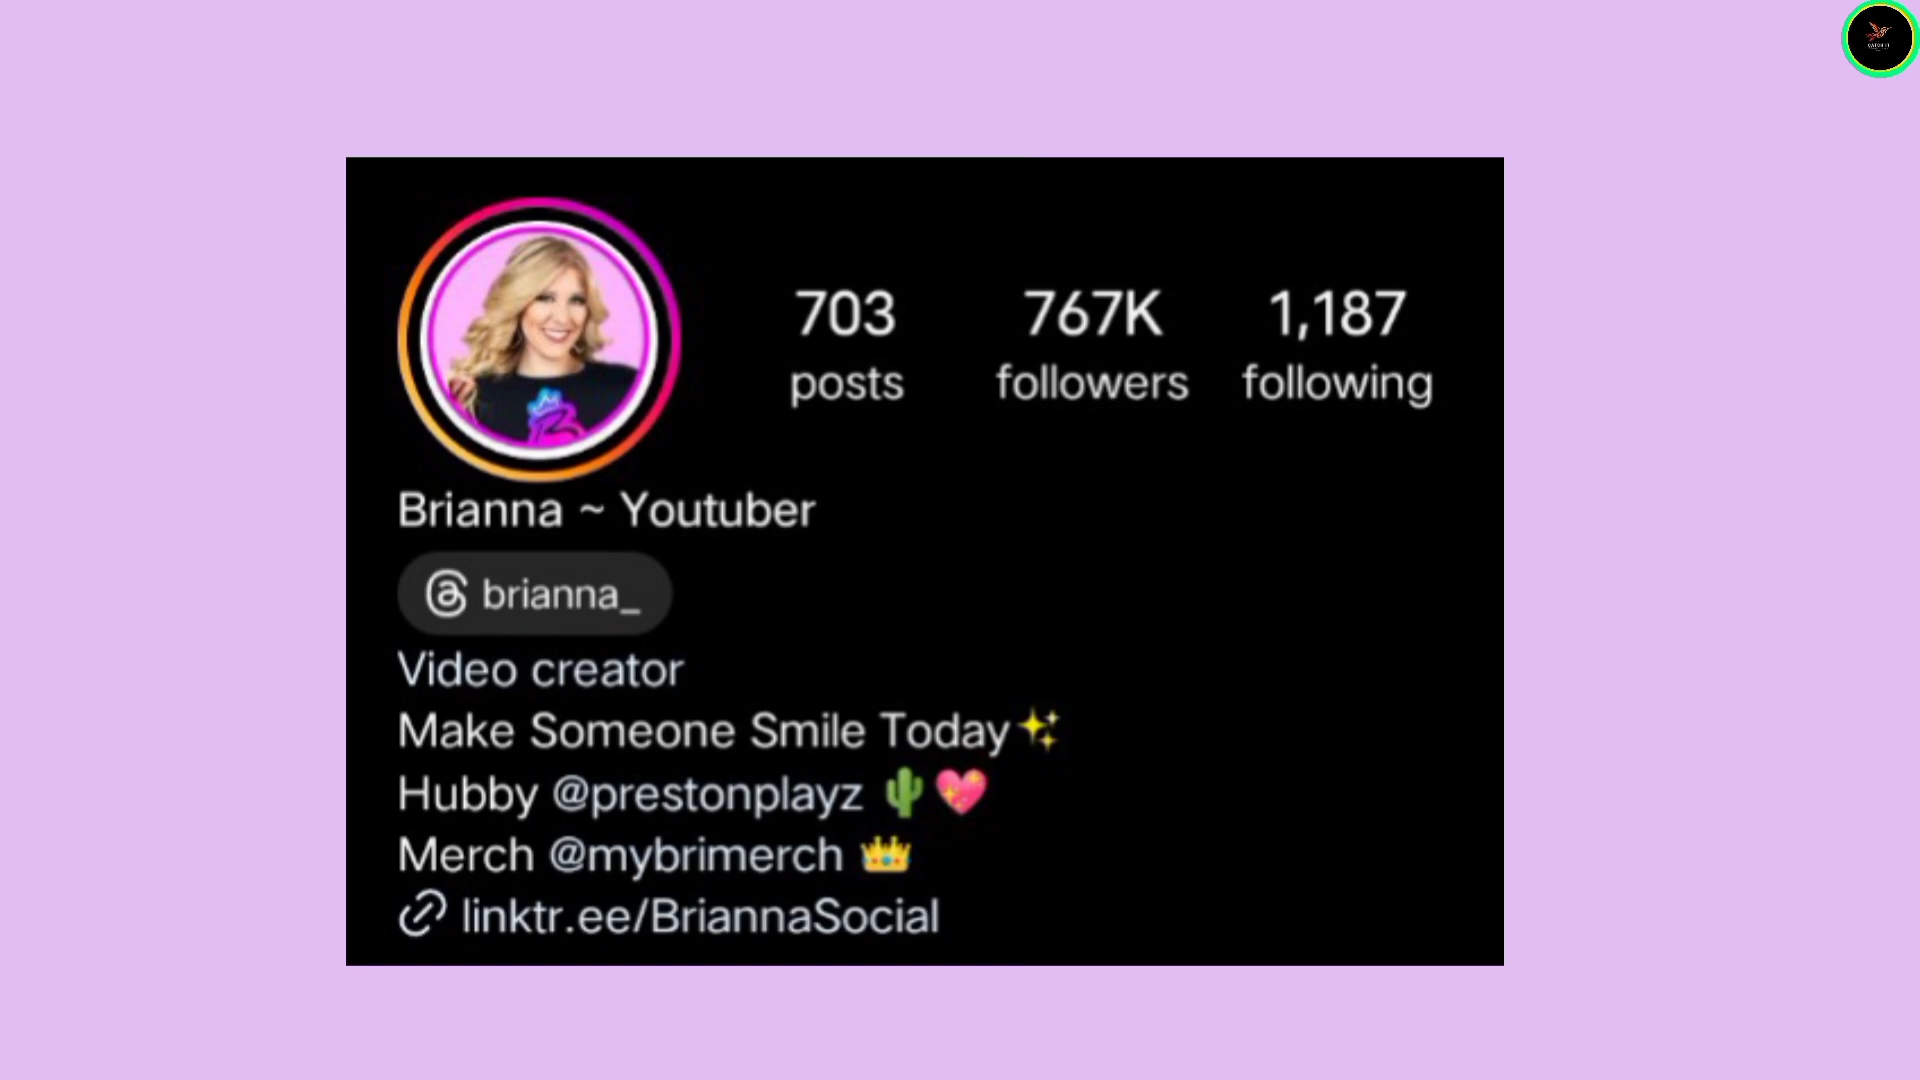 703 767K 1,187
posts followers following
Brianna ~ Youtuber
brianna_
Video creator
Make Someone Smile Today✨
Hubby @prestonplayz 🌵💖
Merch @mybrimerch 👑
linktr.ee/BriannaSocial